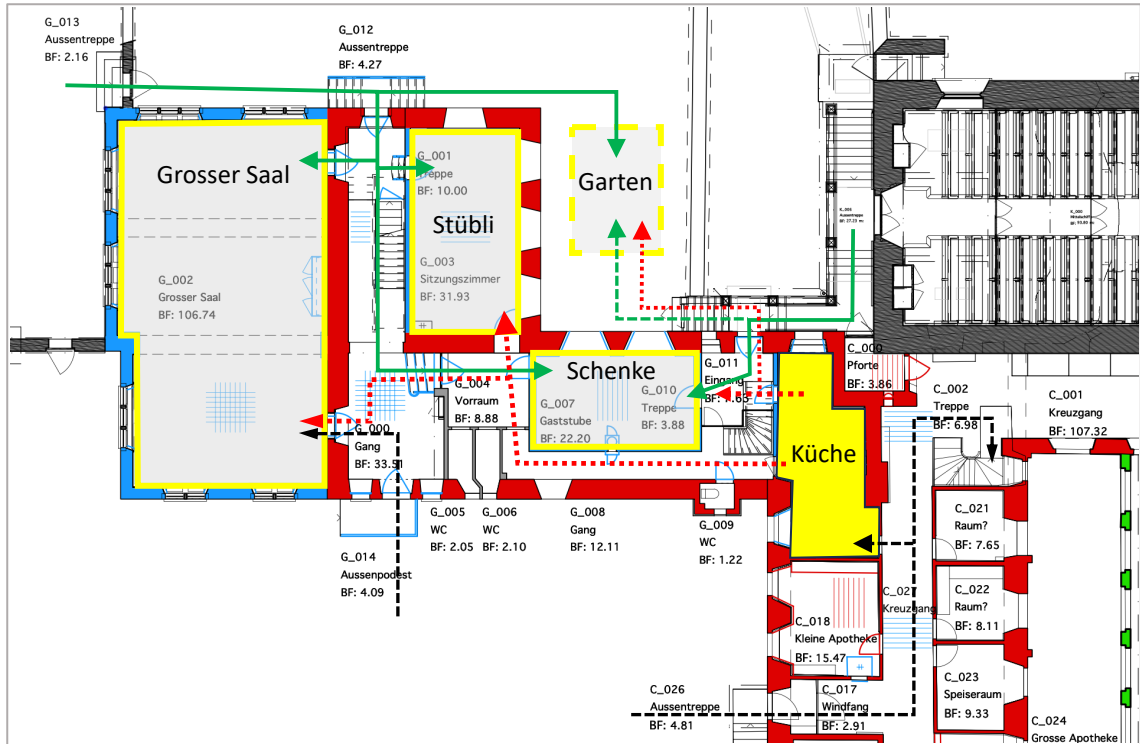 G_013
Aussentreppe
BF: 2.16
G_012
Aussentreppe
BF: 4.27
Grosser Saal
G_001
Treppe
BF: 10.00
Stübli
G_003
Sitzungszimmer
BF: 31.93
Garten
G_002
Grosser Saal
BF: 106.74
Schenke
G_004
Vorraum
BF: 8.88
G_007
Gaststube
BF: 22.20
G_010
Treppe
BF: 3.88
G_011
Eingang
C_000
Pforte
BF: 3.86
C_002
Treppe
BF: 6.98
C_001
Kreuzgang
BF: 107.32
G_000
Gang
BF: 33.51
Küche
G_005
WC
BF: 2.05
G_006
WC
BF: 2.10
G_008
Gang
BF: 12.11
G_009
WC
BF: 1.22
G_014
Aussenpodest
BF: 4.09
C_021
Raum?
BF: 7.65
C_022
Raum?
BF: 8.11
C_027
Kreuzgang
C_018
Kleine Apotheke
BF: 15.47
C_023
Speiseraum
BF: 9.33
C_026
Aussentreppe
BF: 4.81
C_017
Windfang
BF: 2.91
C_024
Grosse Apotheke